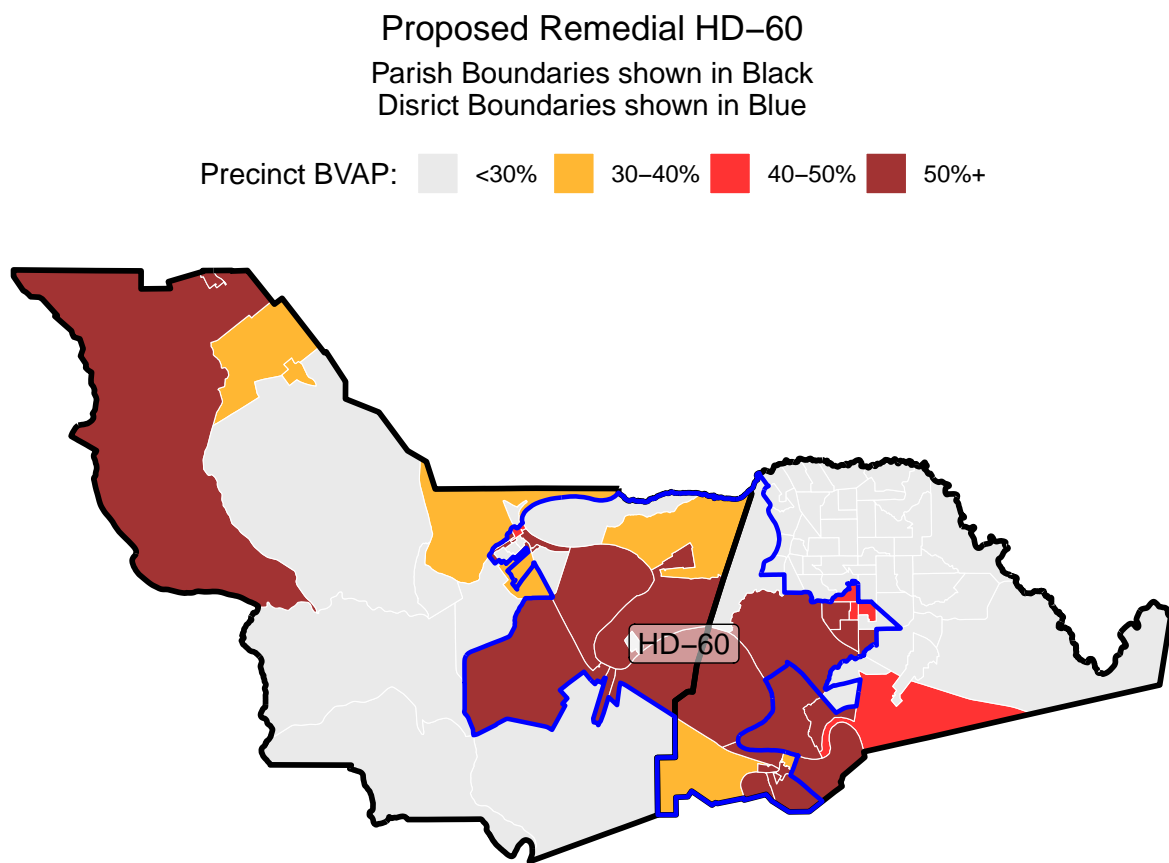 Proposed Remedial HD−60
Parish Boundaries shown in Black
Disrict Boundaries shown in Blue
Precinct BVAP: <30% 30−40% 40−50% 50%+
HD−60